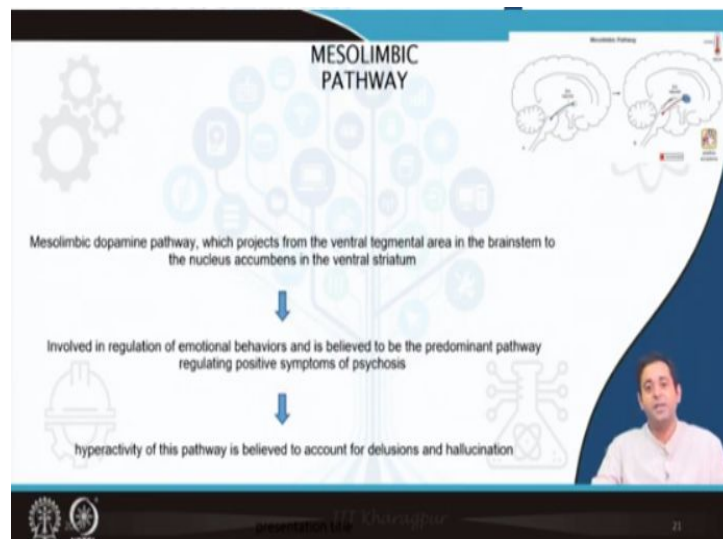 MESOLIMBIC
PATHWAY
Mesolimbic Pathway
Mesolimbic dopamine pathway, which projects from the ventral tegmental area in the brainstem to
the nucleus accumbens in the ventral striatum
Involved in regulation of emotional behaviors and is believed to be the predominant pathway
regulating positive symptoms of psychosis
hyperactivity of this pathway is believed to account for delusions and hallucination
IIT Kharagpur
presentation title
21